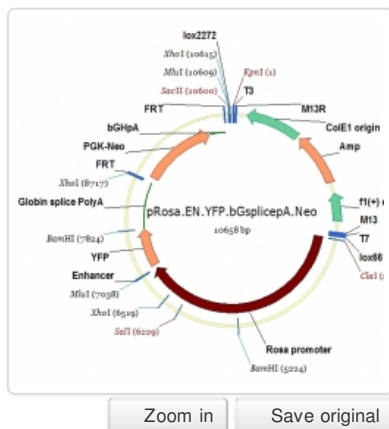 lox2272
XhoI (10615)
MluI (10609)
KpnI (1)
SacII (10600)
T3
FRT
M13R
bGHpA
ColE1 origin
PGK-Neo
Amp
FRT
XhoI (8717)
f1(+)
Globin splice PolyA
pRosa.EN.YFP.bGsplicepA.Neo
M13
10658 bp
T7
BamHI (7824)
lox66
YFP
ClaI
Enhancer
MluI (7038)
XhoI (6519)
SalI (6229)
Rosa promoter
BamHI (5224)
Zoom in
Save original